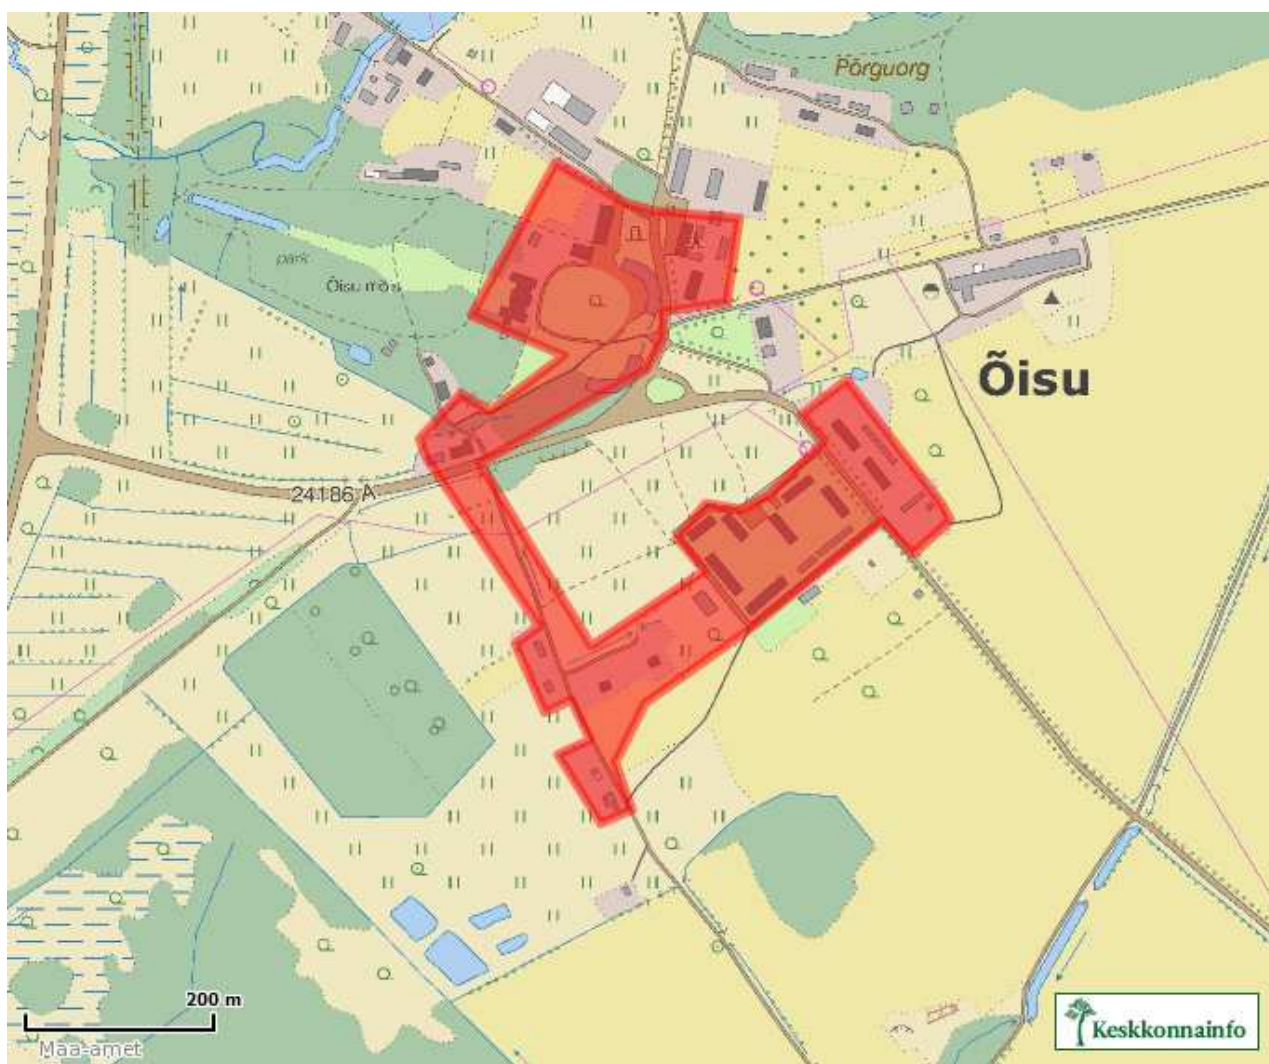 Põrguorg
park
Õisu mõis
Õisu
24186 A
200 m
Maa-amet
Keskkonnainfo